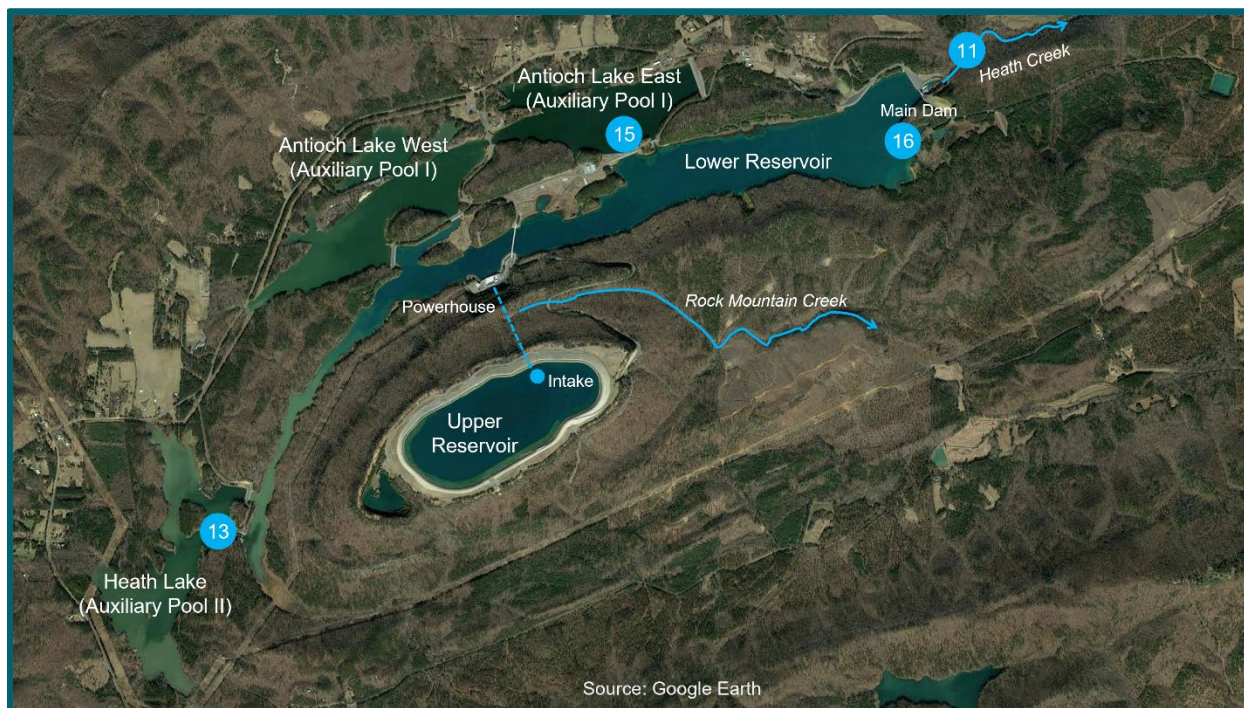 11
Heath Creek
Antioch Lake East
(Auxiliary Pool I)
Main Dam
15
16
Antioch Lake West
(Auxiliary Pool I)
Lower Reservoir
Powerhouse
Rock Mountain Creek
Intake
Upper
Reservoir
13
Heath Lake
(Auxiliary Pool II)
Source: Google Earth